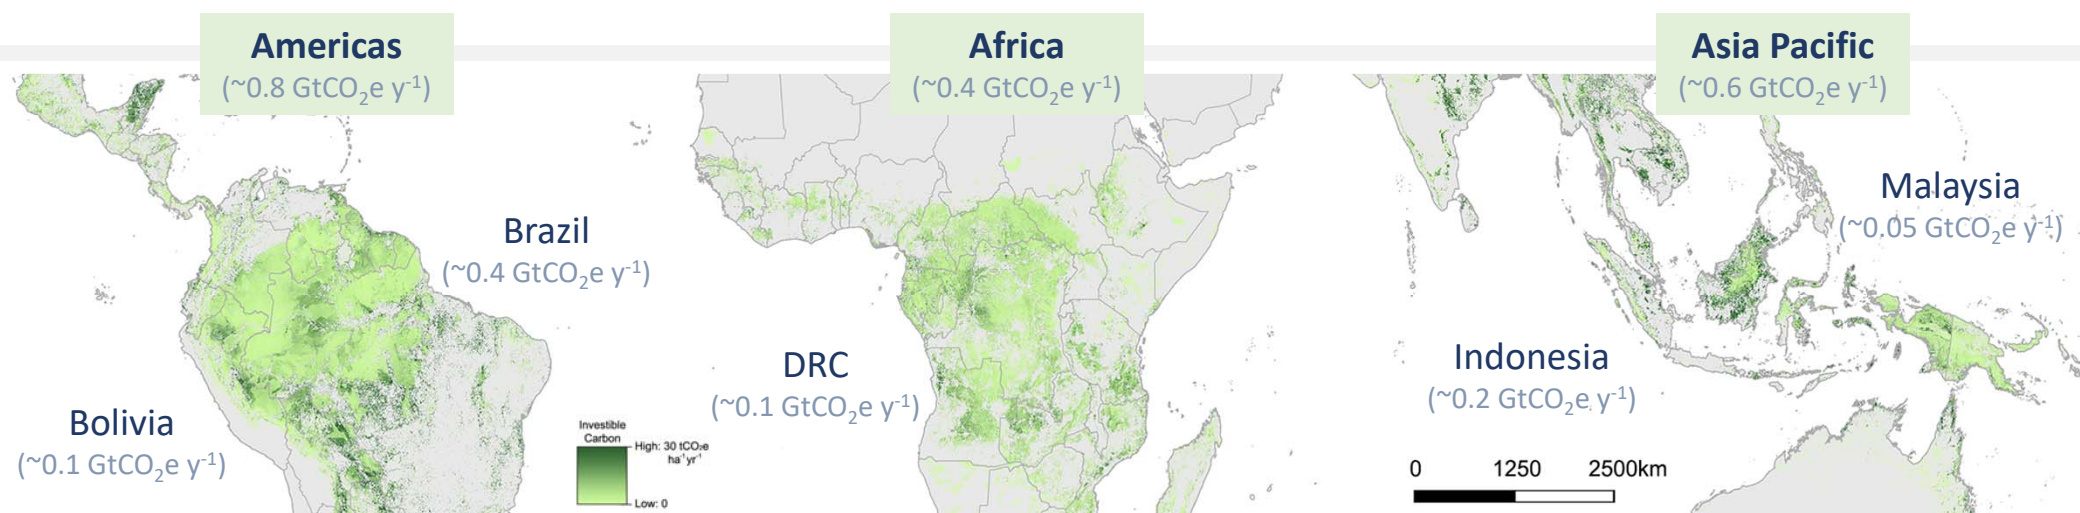 Americas
(~0.8 GtCO₂e y⁻¹)
Africa
(~0.4 GtCO₂e y⁻¹)
Asia Pacific
(~0.6 GtCO₂e y⁻¹)
Brazil
(~0.4 GtCO₂e y⁻¹)
Bolivia
(~0.1 GtCO₂e y⁻¹)
Investible
Carbon
High: 30 tCO₂e
ha⁻¹yr⁻¹
Low: 0
DRC
(~0.1 GtCO₂e y⁻¹)
Malaysia
(~0.05 GtCO₂e y⁻¹)
Indonesia
(~0.2 GtCO₂e y⁻¹)
0 1250 2500km